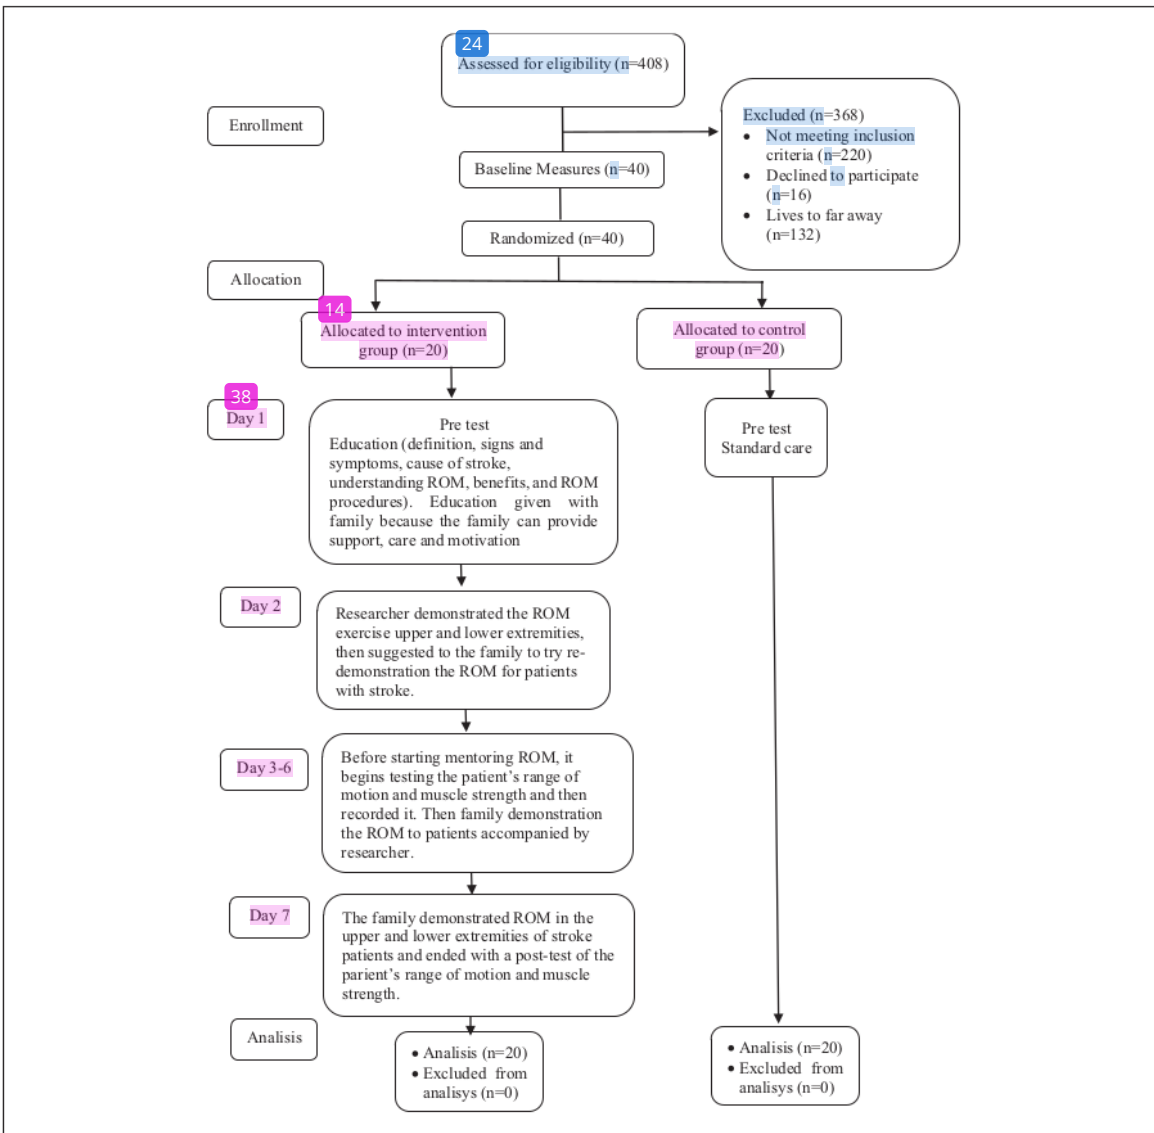 24
Assessed for eligibility (n=408)
Enrollment
Excluded (n=368)
• Not meeting inclusion
criteria (n=220)
• Declined to participate
(n=16)
• Lives to far away
(n=132)
Baseline Measures (n=40)
Randomized (n=40)
Allocation
14
Allocated to intervention
group (n=20)
Allocated to control
group (n=20)
38
Day 1
Pre test
Education (definition, signs and
symptoms, cause of stroke,
understanding ROM, benefits, and ROM
procedures). Education given with
family because the family can provide
support, care and motivation
Pre test
Standard care
Day 2
Researcher demonstrated the ROM
exercise upper and lower extremities,
then suggested to the family to try re-
demonstration the ROM for patients
with stroke.
Day 3-6
Before starting mentoring ROM, it
begins testing the patient’s range of
motion and muscle strength and then
recorded it. Then family demonstration
the ROM to patients accompanied by
researcher.
Day 7
The family demonstrated ROM in the
upper and lower extremities of stroke
patients and ended with a post-test of the
parient’s range of motion and muscle
strength.
Analisis
• Analisis (n=20)
• Excluded from
analisys (n=0)
• Analisis (n=20)
• Excluded from
analisys (n=0)